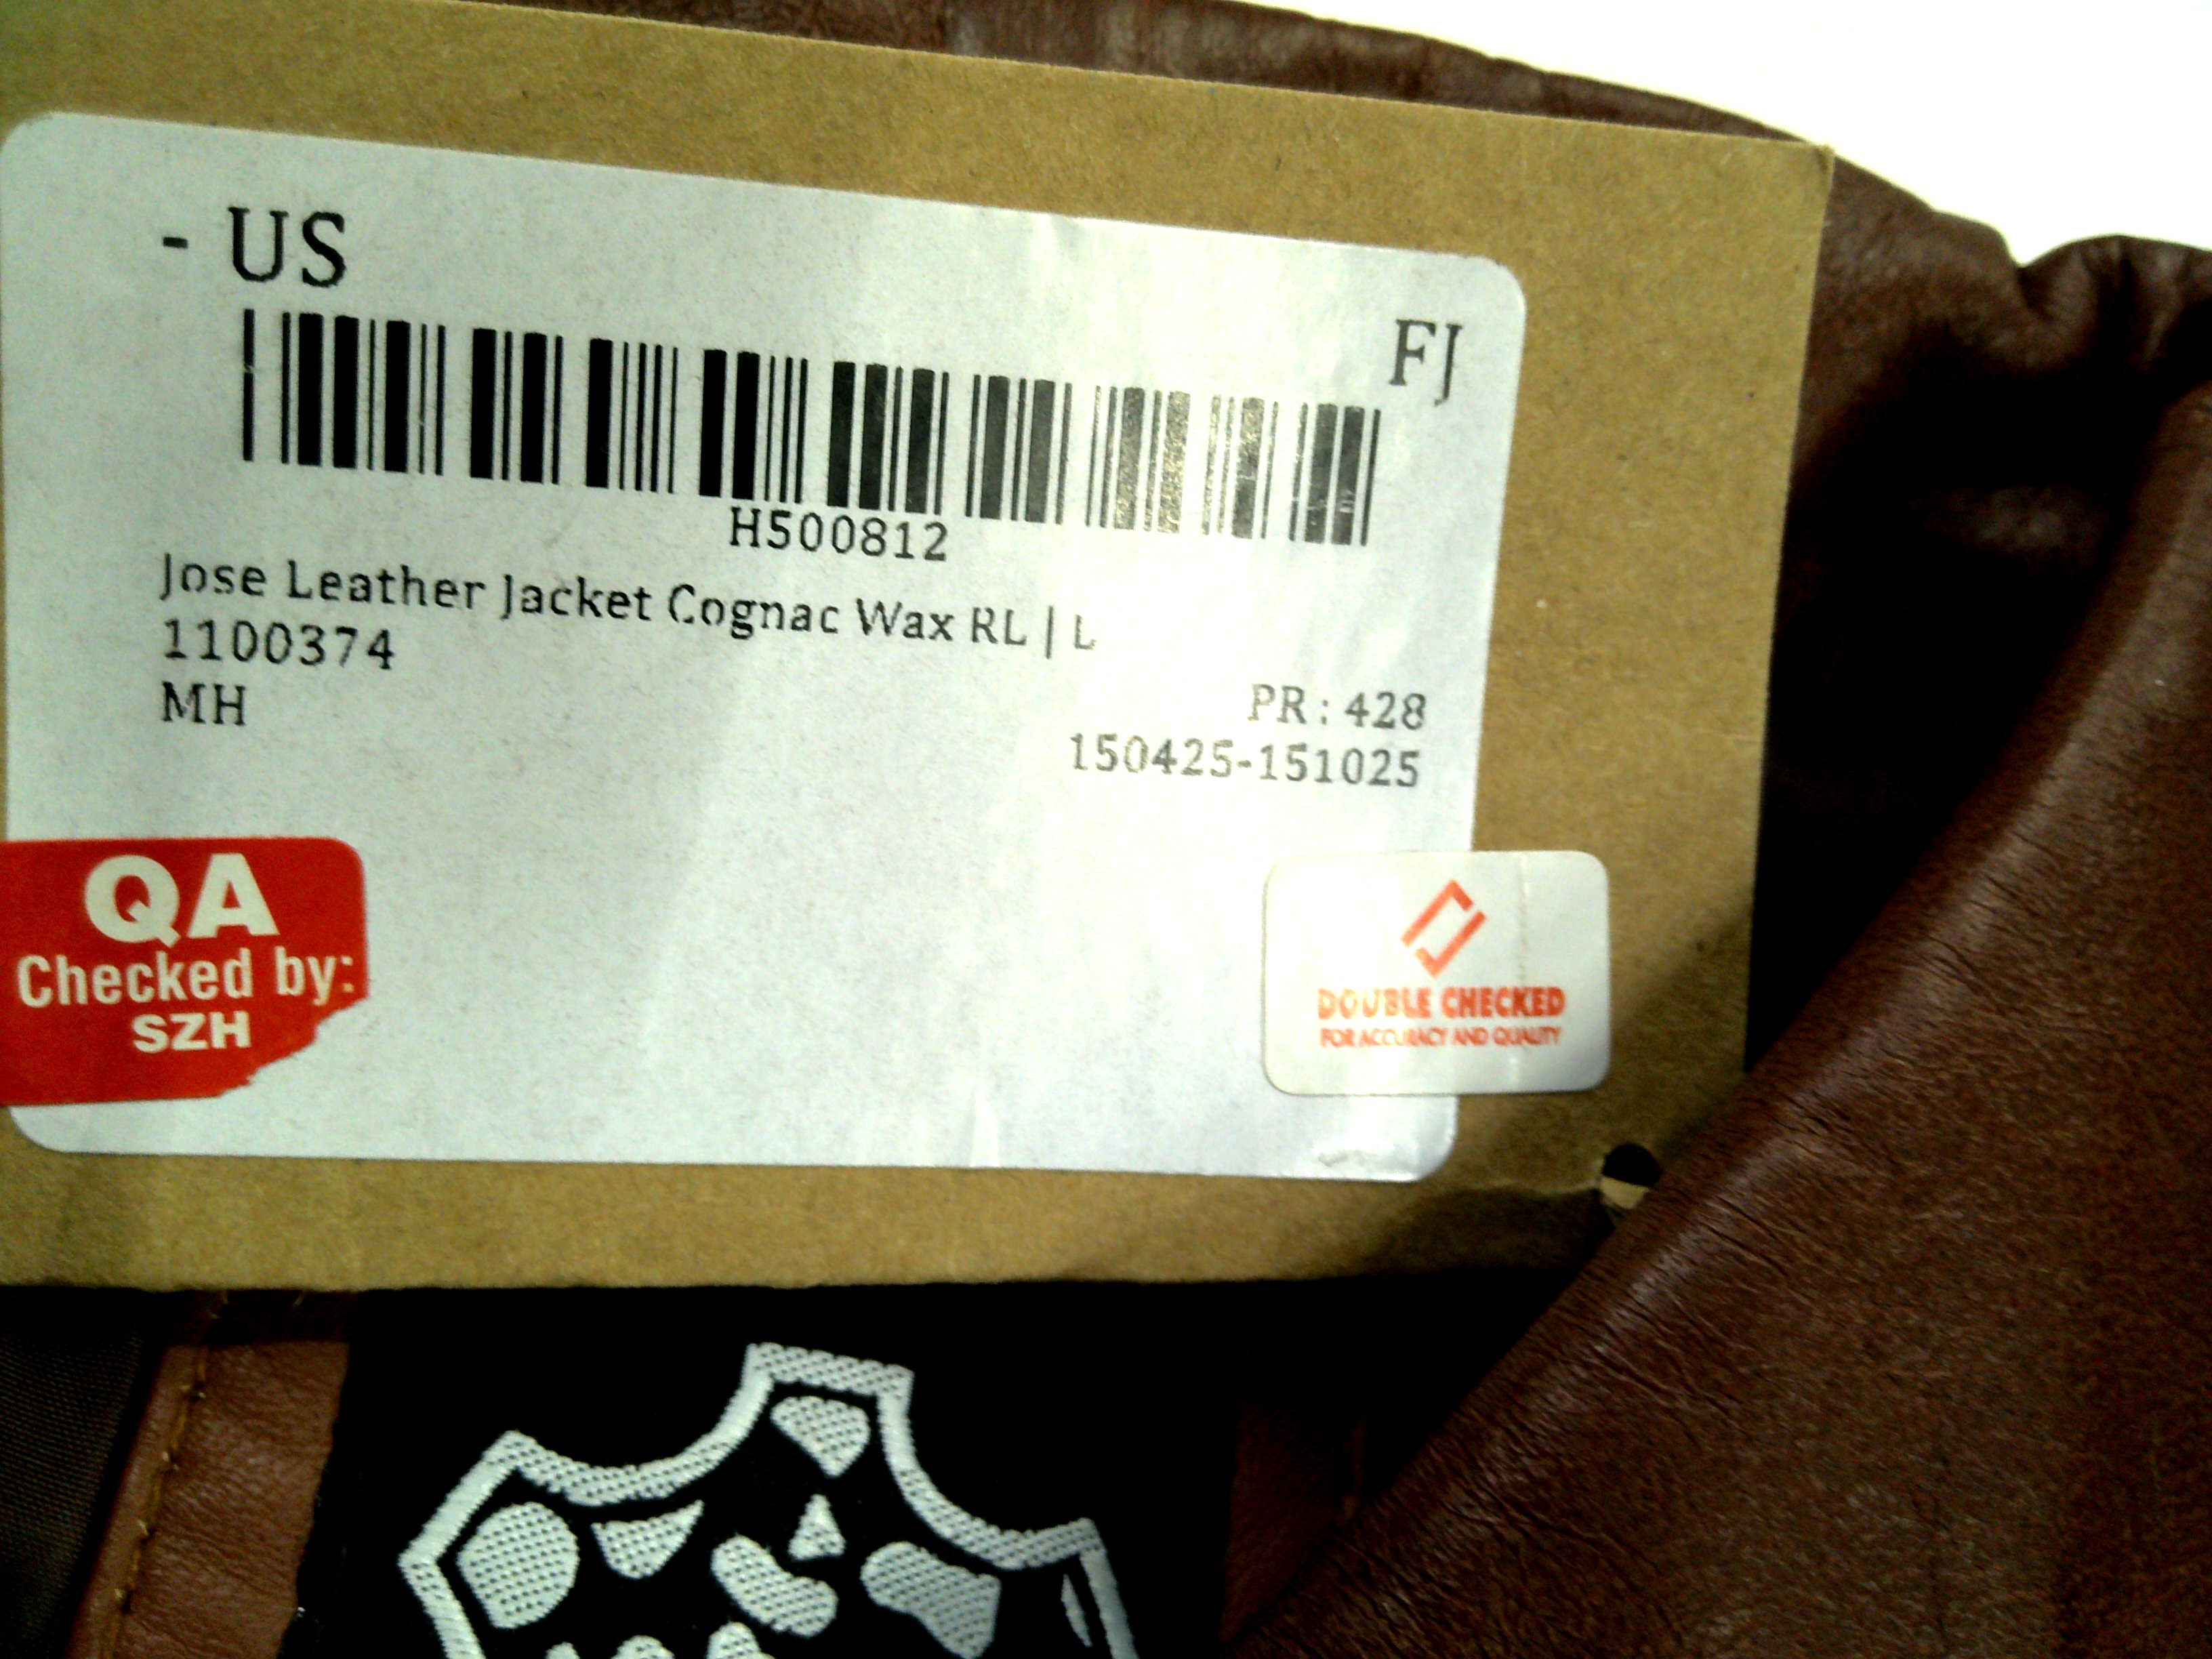 - US
FJ
H500812
Jose Leather Jacket Cognac Wax RL | L
1100374
MH
PR : 428
150425-151025
QA
Checked by:
SZH
DOUBLE CHECKED
FOR ACCURACY AND QUALITY